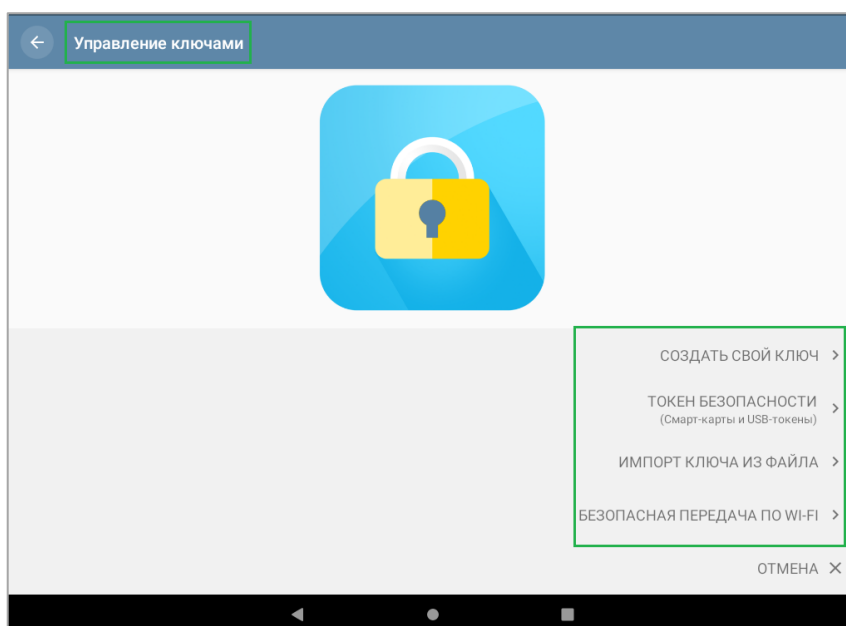 Управление ключами
СОЗДАТЬ СВОЙ КЛЮЧ
ТОКЕН БЕЗОПАСНОСТИ
(Смарт-карты и USB-токены)
ИМПОРТ КЛЮЧА ИЗ ФАЙЛА
БЕЗОПАСНАЯ ПЕРЕДАЧА ПО WI-FI
ОТМЕНА